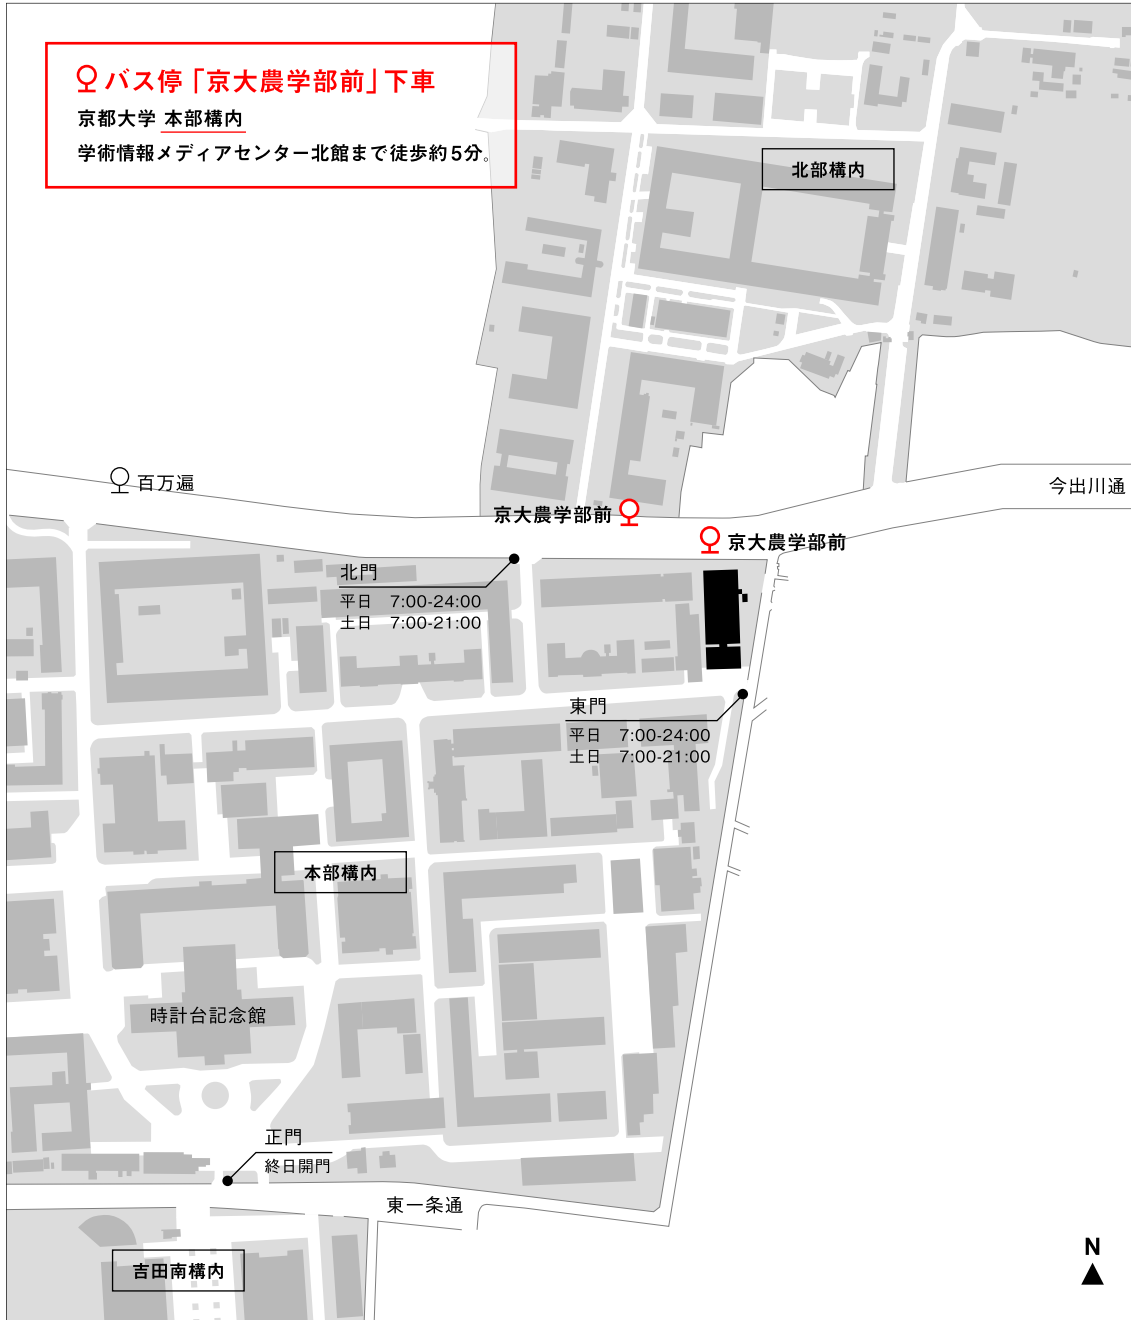 バス停「京大農学部前」下車
京都大学 本部構内
学術情報メディアセンター北館まで徒歩約5分。
北部構内
百万遍
今出川通
京大農学部前
京大農学部前
北門
平日 7:00-24:00
土日 7:00-21:00
東門
平日 7:00-24:00
土日 7:00-21:00
本部構内
時計台記念館
正門
終日開門
東一条通
吉田南構内
N